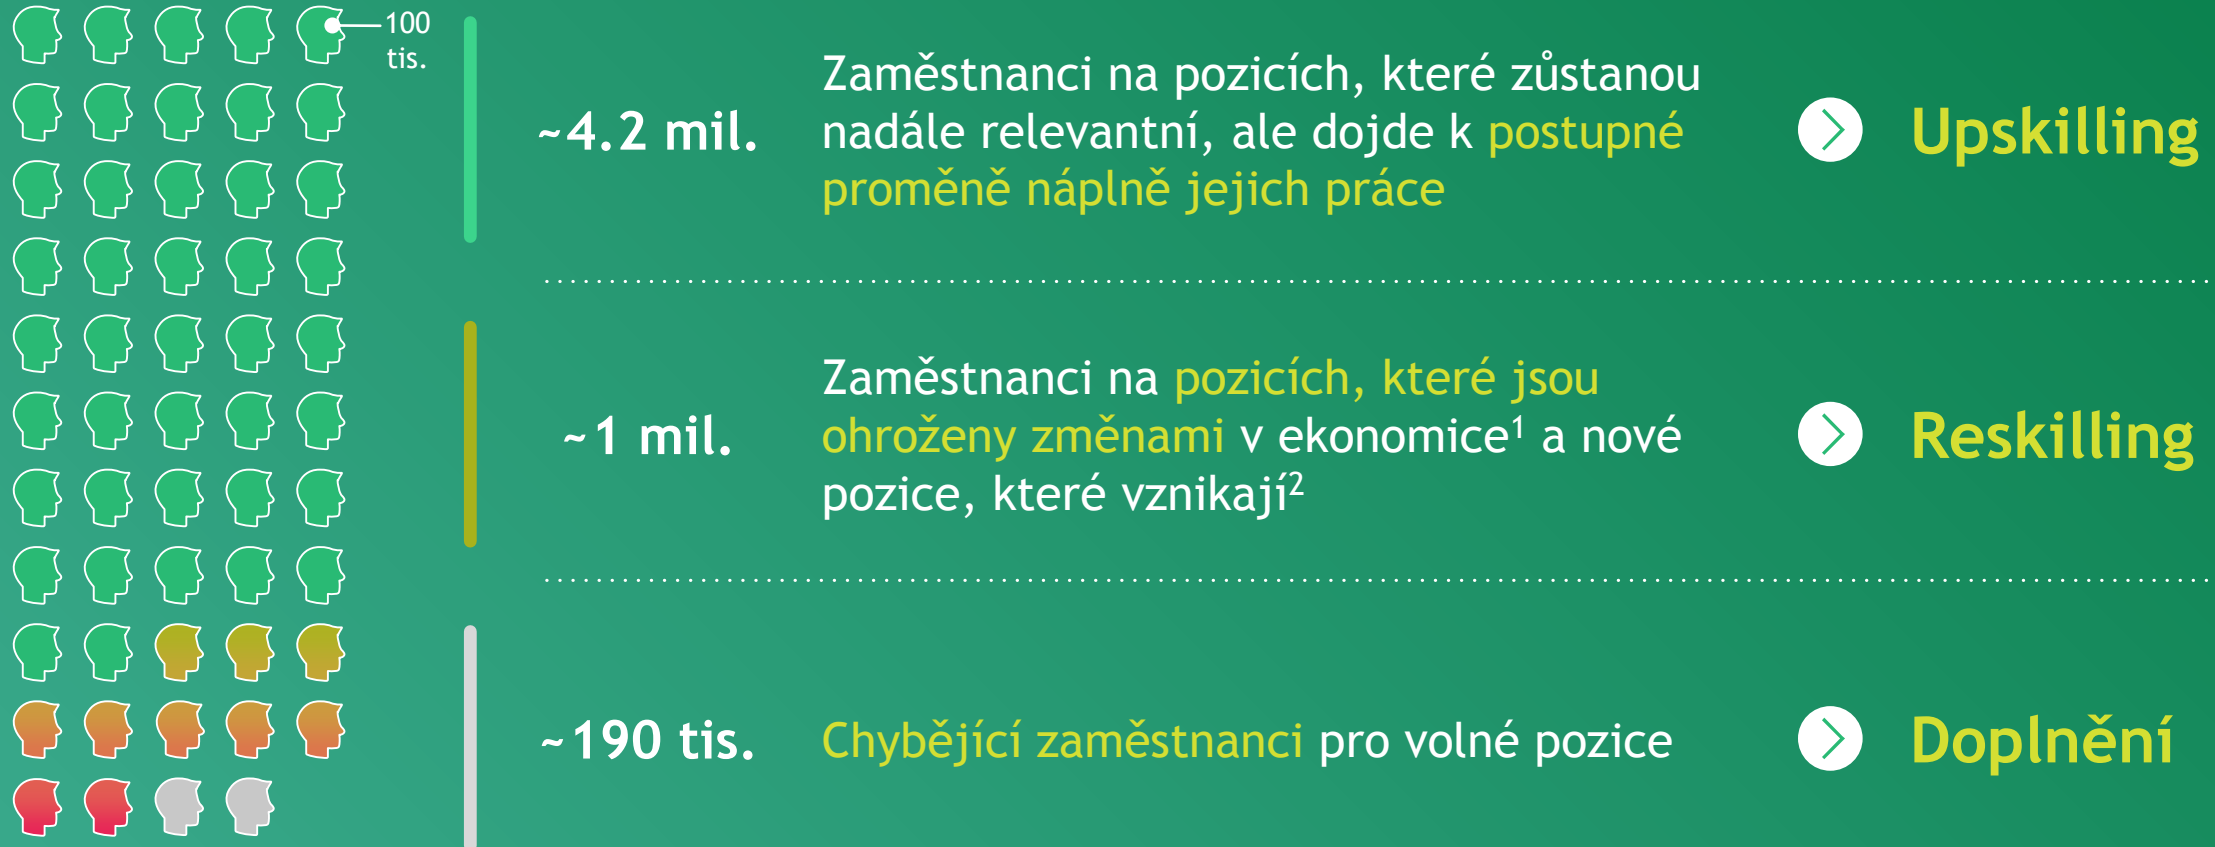 100
tis.
~4.2 mil.
Zaměstnanci na pozicích, které zůstanou
nadále relevantní, ale dojde k postupné
proměně náplně jejich práce
Upskilling
~1 mil.
Zaměstnanci na pozicích, které jsou
ohroženy změnami v ekonomice¹ a nové
pozice, které vznikají²
Reskilling
~190 tis.
Chybějící zaměstnanci pro volné pozice
Doplnění